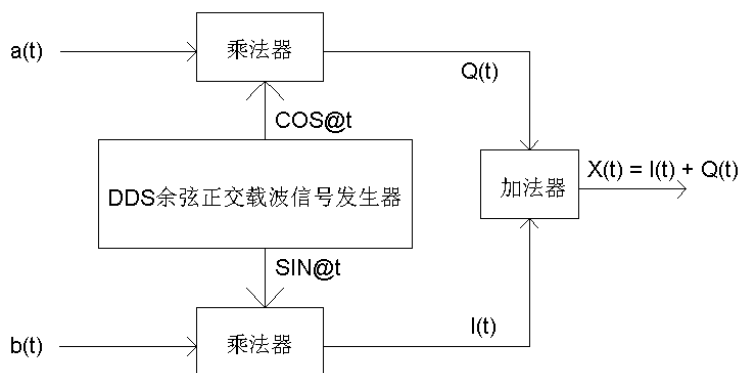 a(t)
乘法器
Q(t)
COS@t
DDS余弦正交载波信号发生器
加法器
X(t) = I(t) + Q(t)
SIN@t
b(t)
乘法器
I(t)